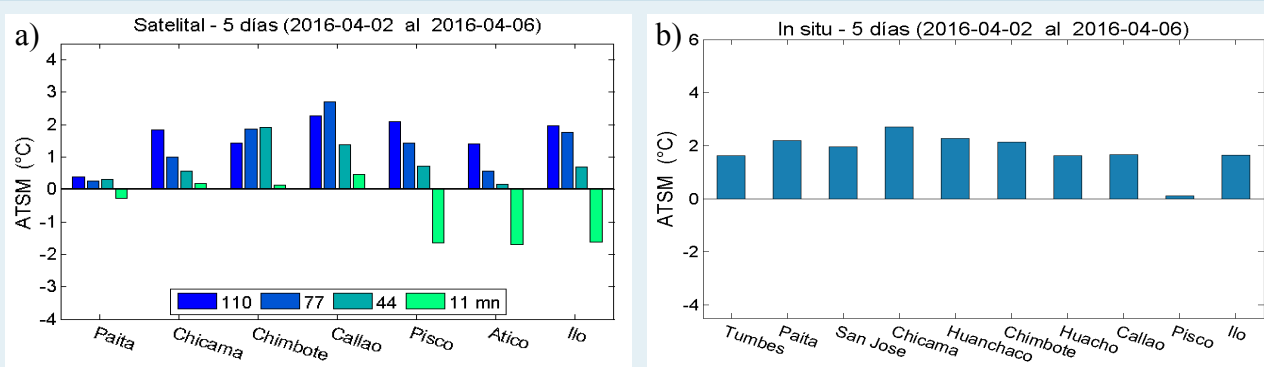 a)
Satelital - 5 días (2016-04-02 al 2016-04-06)
ATSM (°C)
4
3
2
1
0
-1
-2
-3
-4
110 77 44 11 mn
Paita Chicama Chimbote Callao Pisco Atico Ilo
b)
In situ - 5 días (2016-04-02 al 2016-04-06)
ATSM (°C)
6
4
2
0
-2
-4
Tumbes Paita San Jose Chicama Huanchaco Chimbote Huacho Callao Pisco Ilo